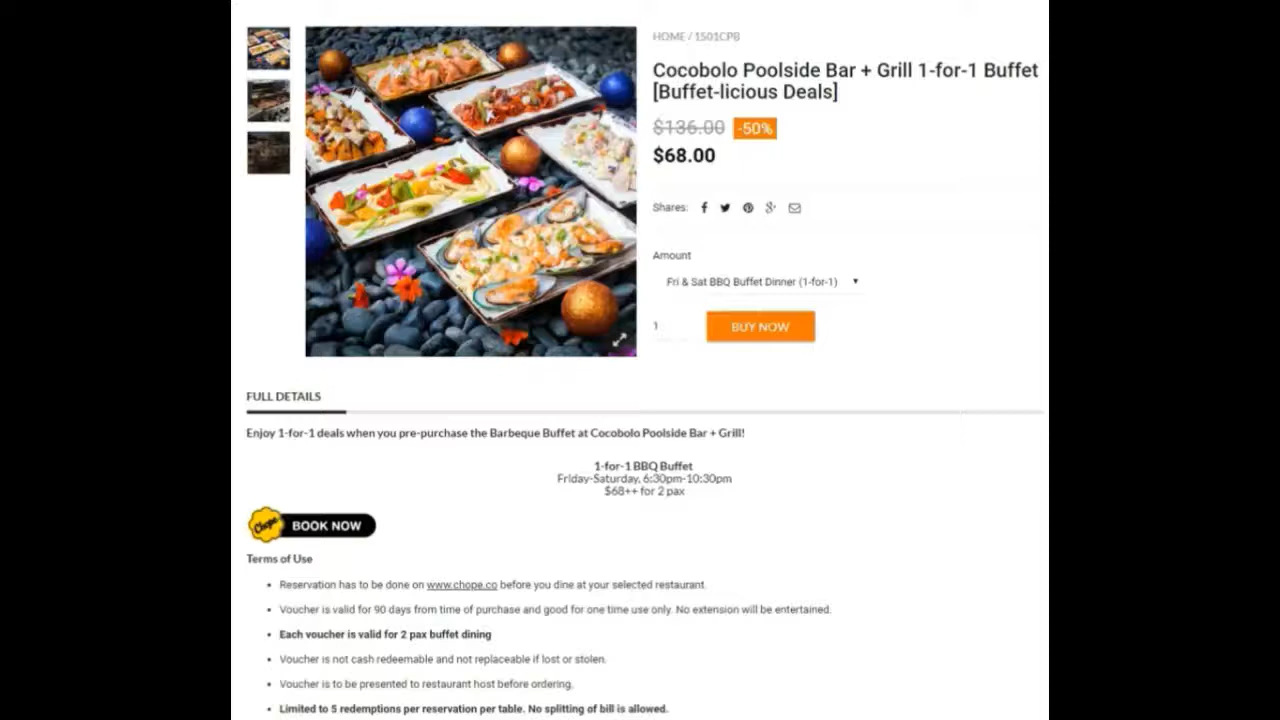 HOME / 1501CPB
Cocobolo Poolside Bar + Grill 1-for-1 Buffet
[Buffet-licious Deals]
$136.00 -50%
$68.00
Shares:
Amount
Fri & Sat BBQ Buffet Dinner (1-for-1)
1 BUY NOW
FULL DETAILS
Enjoy 1-for-1 deals when you pre-purchase the Barbeque Buffet at Cocobolo Poolside Bar + Grill!
1-for-1 BBQ Buffet
Friday-Saturday, 6:30pm-10:30pm
$68++ for 2 pax
Chope BOOK NOW
Terms of Use
Reservation has to be done on www.chope.co before you dine at your selected restaurant.
Voucher is valid for 90 days from time of purchase and good for one time use only. No extension will be entertained.
Each voucher is valid for 2 pax buffet dining
Voucher is not cash redeemable and not replaceable if lost or stolen.
Voucher is to be presented to restaurant host before ordering.
Limited to 5 redemptions per reservation per table. No splitting of bill is allowed.